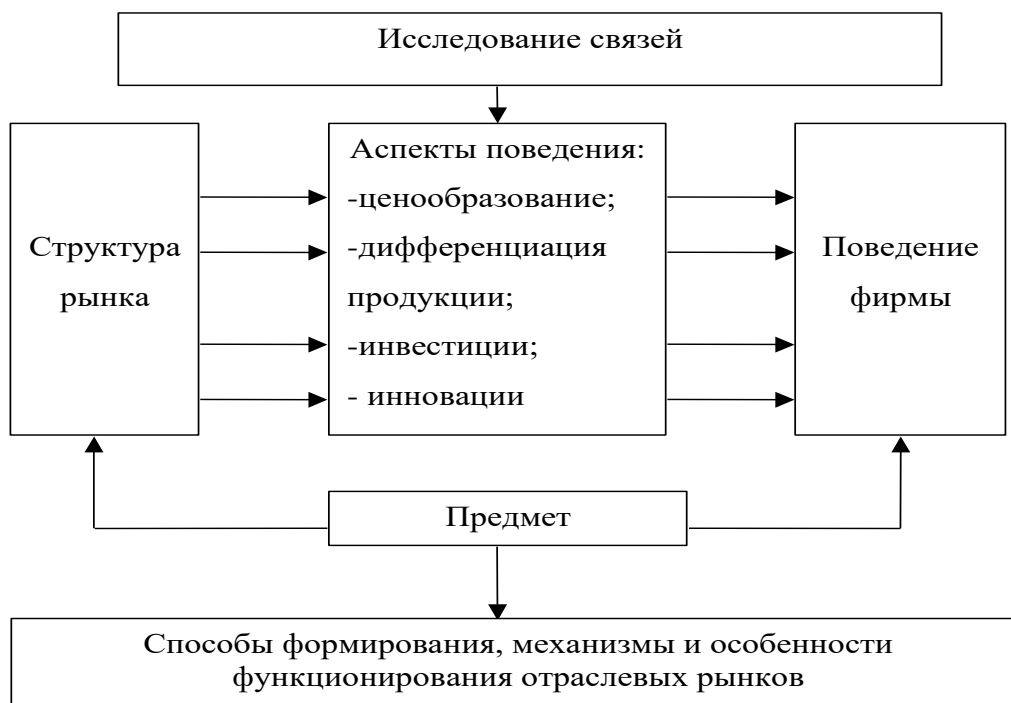 Исследование связей
Структура
рынка
Аспекты поведения:
-ценообразование;
-дифференциация
продукции;
-инвестиции;
- инновации
Поведение
фирмы
Предмет
Способы формирования, механизмы и особенности
функционирования отраслевых рынков